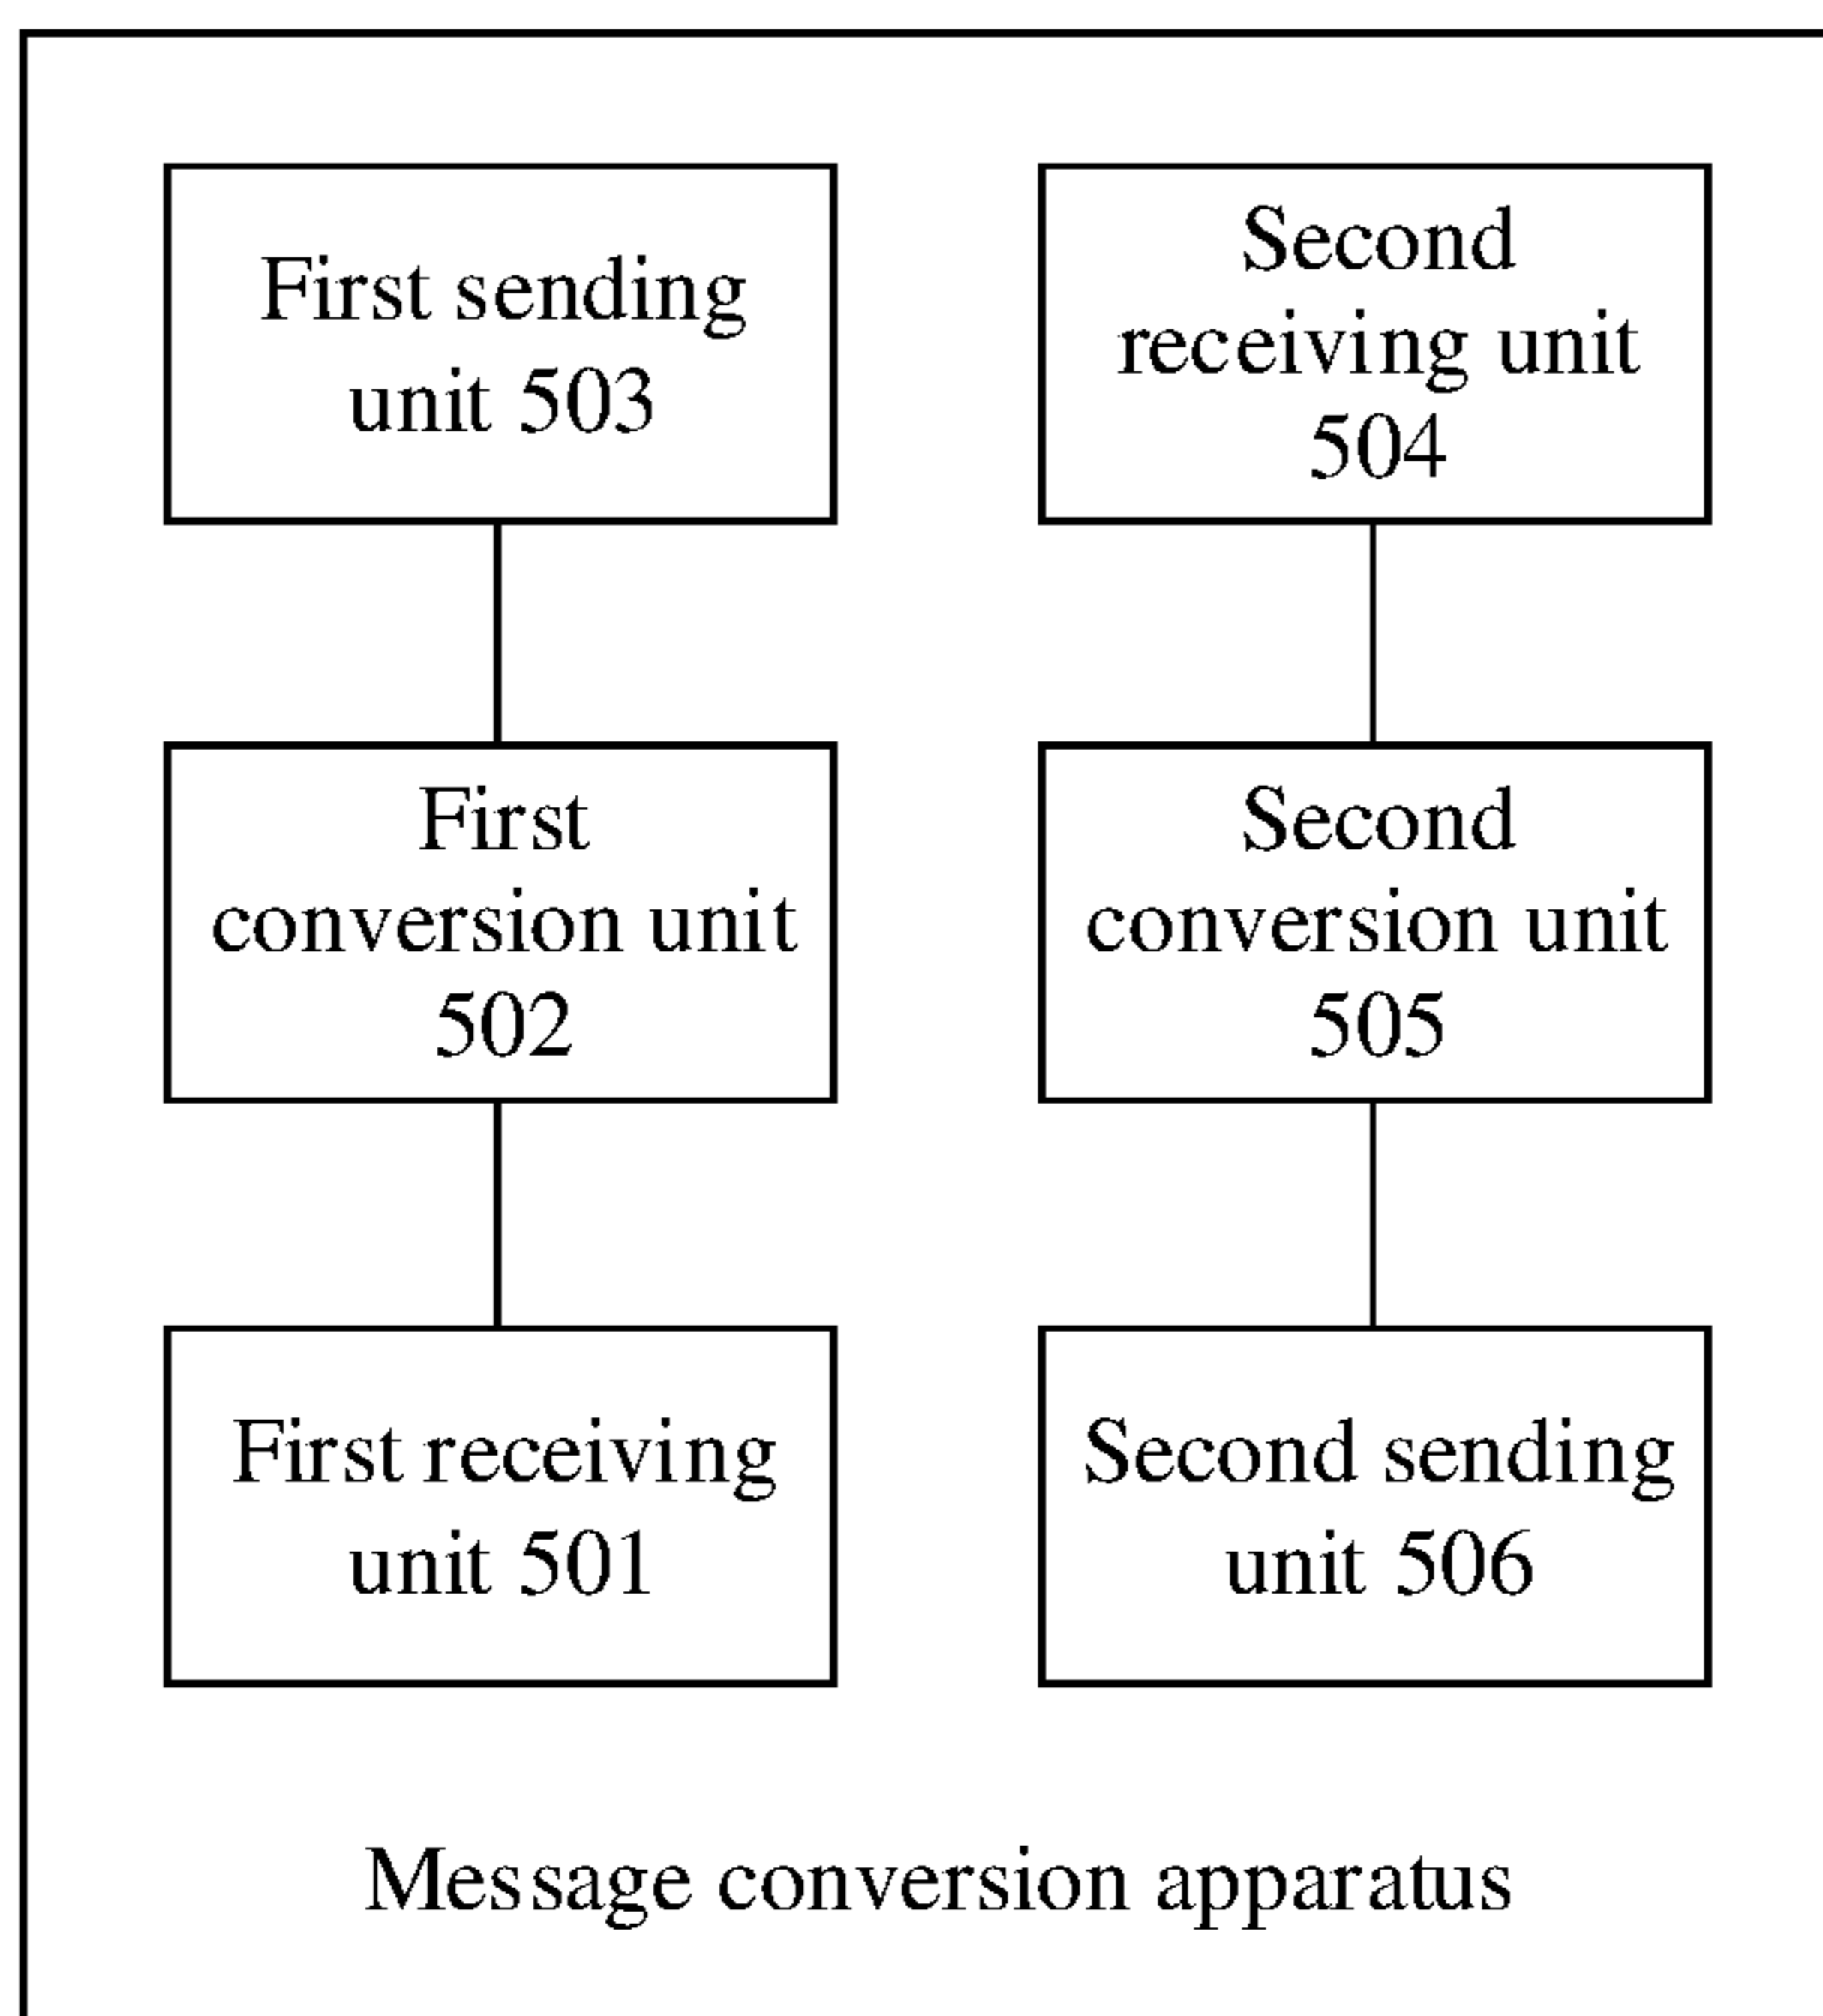 First sending
unit 503
Second
receiving unit
504
First
conversion unit
502
Second
conversion unit
505
First receiving
unit 501
Second sending
unit 506
Message conversion apparatus